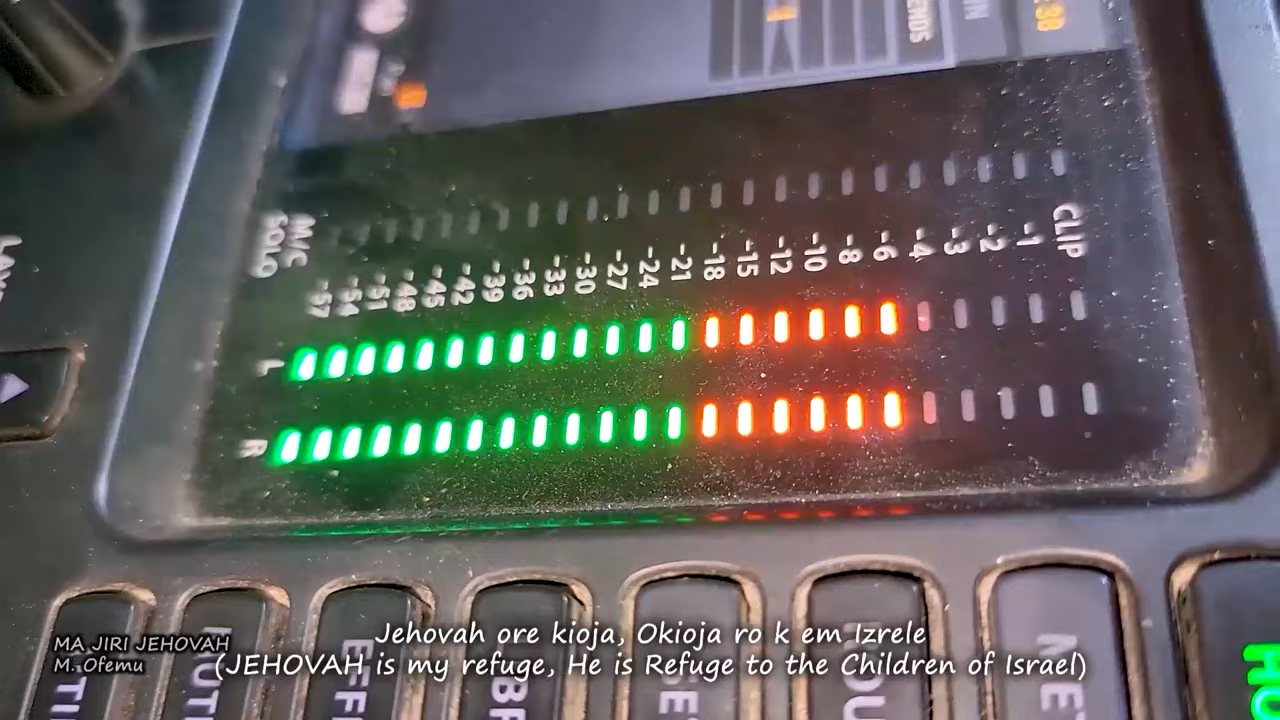 ENDS
:38
CLIP
-1
-2
-3
-4
-6
-8
-10
-12
-15
-18
-21
-24
-27
-30
-33
-36
-39
-42
-45
-48
-51
-54
-57
M/C
SOLO
L
R
MA JIRI JEHOVAH
M. Ofemu
Jehovah ore kioja, Okioja ro k em Izrele
(JEHOVAH is my refuge, He is Refuge to the Children of Israel)